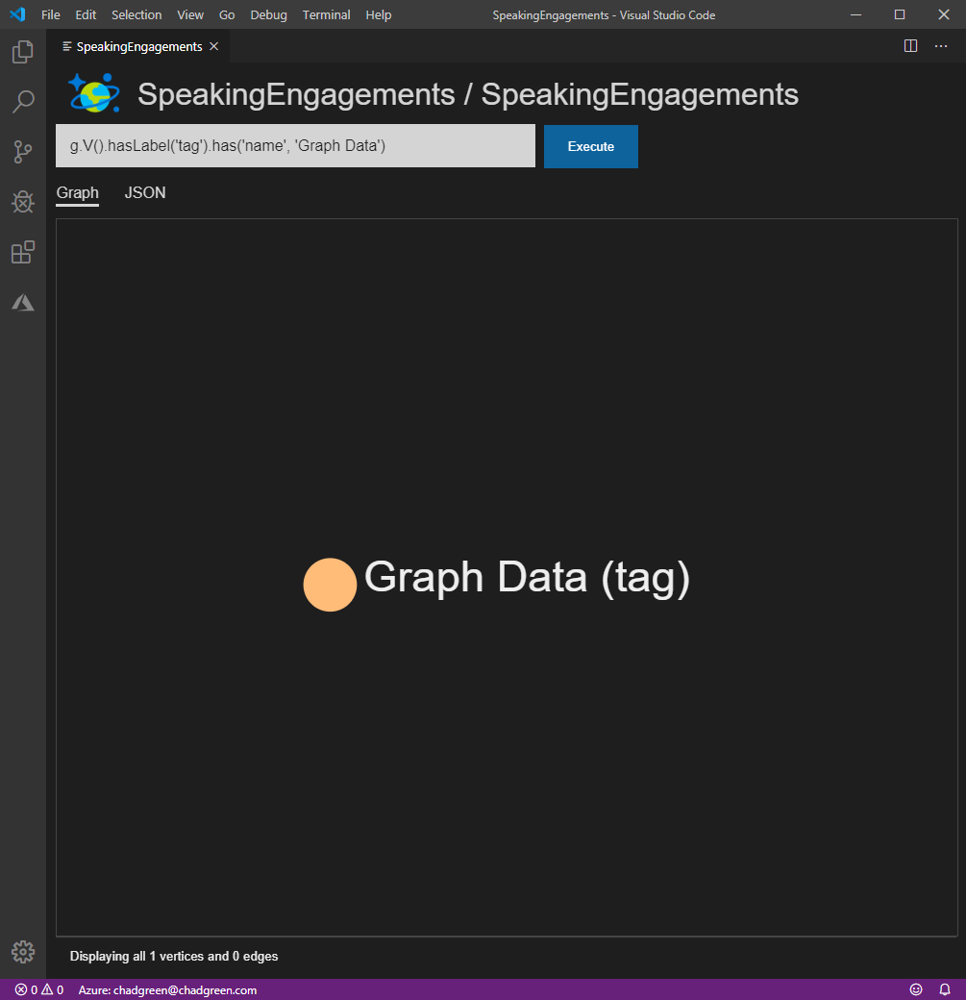 File Edit Selection View Go Debug Terminal Help SpeakingEngagements - Visual Studio Code
SpeakingEngagements
SpeakingEngagements / SpeakingEngagements
g.V().hasLabel('tag').has('name', 'Graph Data') Execute
Graph JSON
Graph Data (tag)
Displaying all 1 vertices and 0 edges
0 0 Azure: chadgreen@chadgreen.com